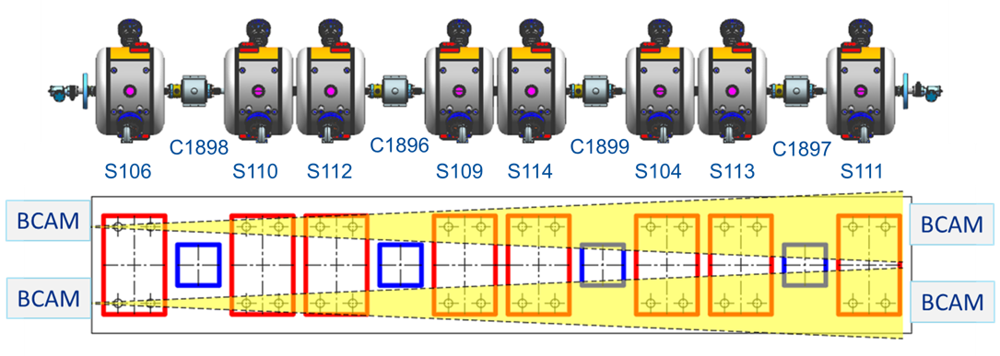 C1898
C1896
C1899
C1897
S106
S110
S112
S109
S114
S104
S113
S111
BCAM
BCAM
BCAM
BCAM